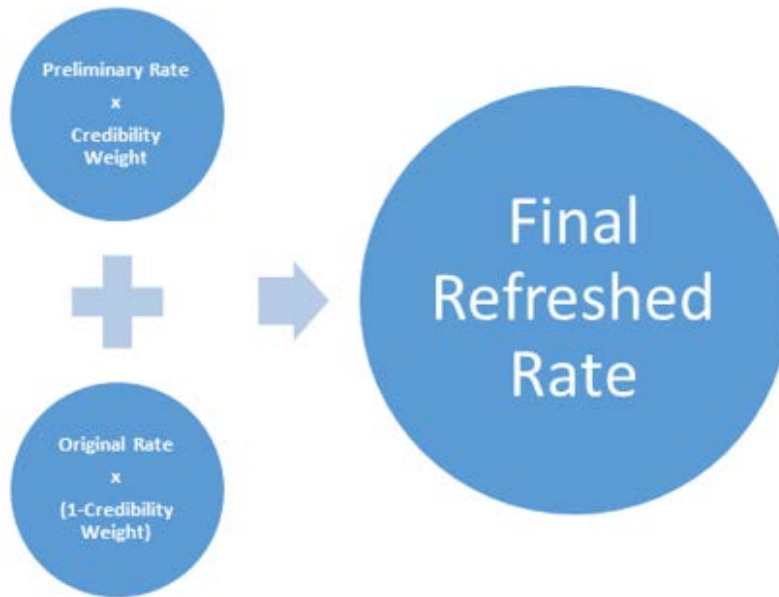 Preliminary Rate
x
Credibility
Weight
Original Rate
x
(1-Credibility
Weight)
Final
Refreshed
Rate